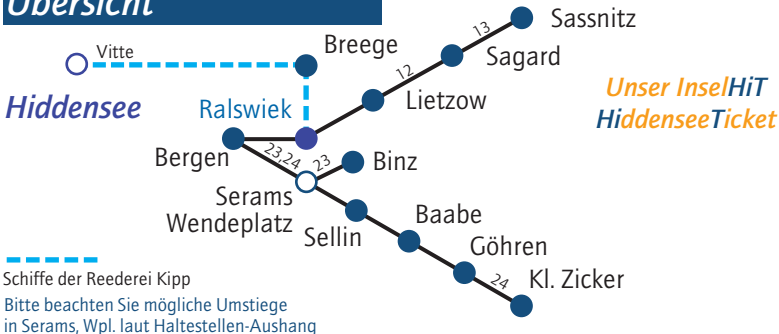 Übersicht
Sassnitz
13
Vitte
Breege
Sagard
12
Unser InselHiT
HiddenseeTicket
Hiddensee
Ralswiek
Lietzow
Bergen
23,24
23
Binz
Serams
Wendeplatz
Sellin
Baabe
Göhren
24
Kl. Zicker
Schiffe der Reederei Kipp
Bitte beachten Sie mögliche Umstiege
in Serams, Wpl. laut Haltestellen-Aushang